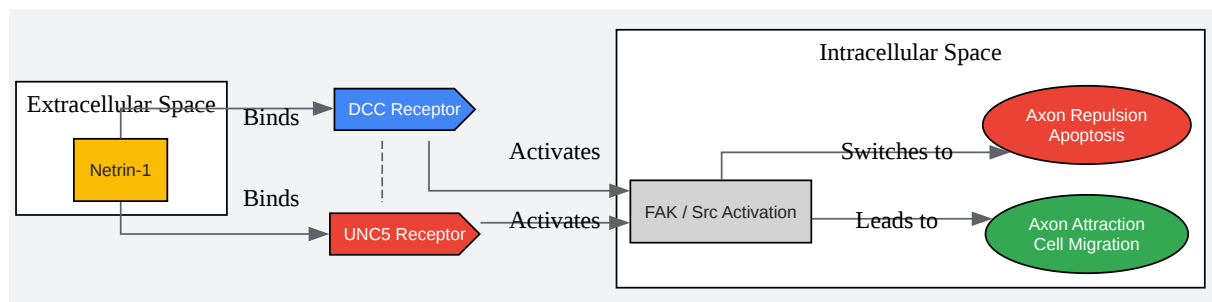 Intracellular Space
Extracellular Space
Netrin-1
Binds
Binds
DCC Receptor
UNC5 Receptor
Activates
Activates
FAK / Src Activation
Switches to
Leads to
Axon Repulsion
Apoptosis
Axon Attraction
Cell Migration